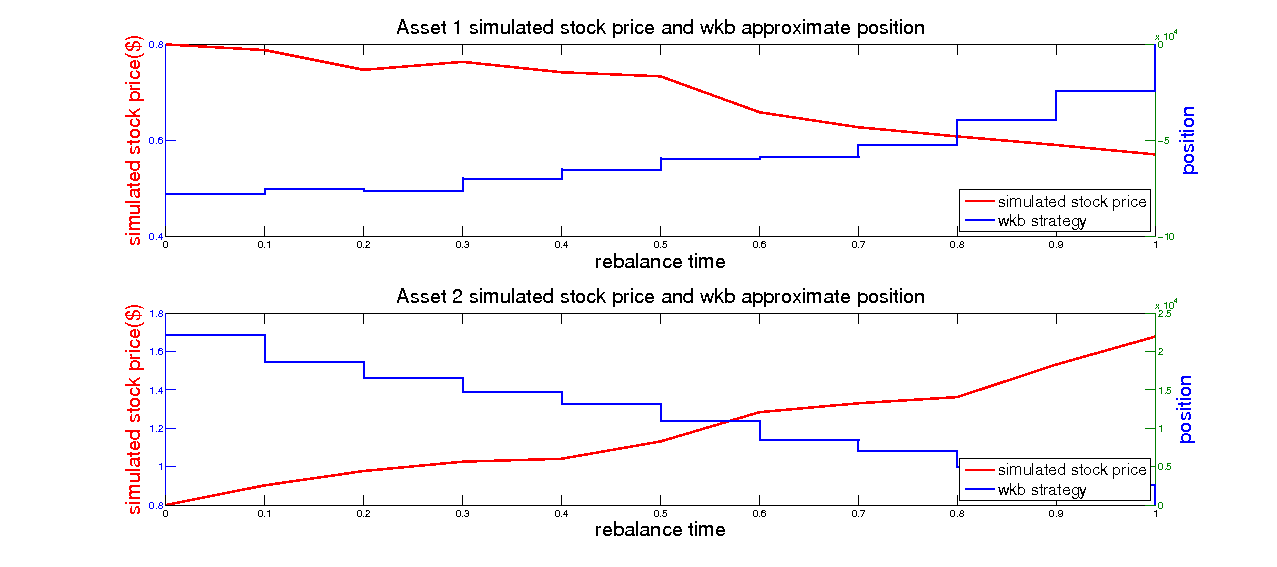 Asset 1 simulated stock price and wkb approximate position
x 10^4
simulated stock price($)
0.8
0.6
0.4
0
−5
−10
position
simulated stock price
wkb strategy
0 0.1 0.2 0.3 0.4 0.5 0.6 0.7 0.8 0.9 1
rebalance time
Asset 2 simulated stock price and wkb approximate position
x 10^4
simulated stock price($)
1.8
1.6
1.4
1.2
1
0.8
2.5
2
1.5
1
0.5
0
position
simulated stock price
wkb strategy
0 0.1 0.2 0.3 0.4 0.5 0.6 0.7 0.8 0.9 1
rebalance time